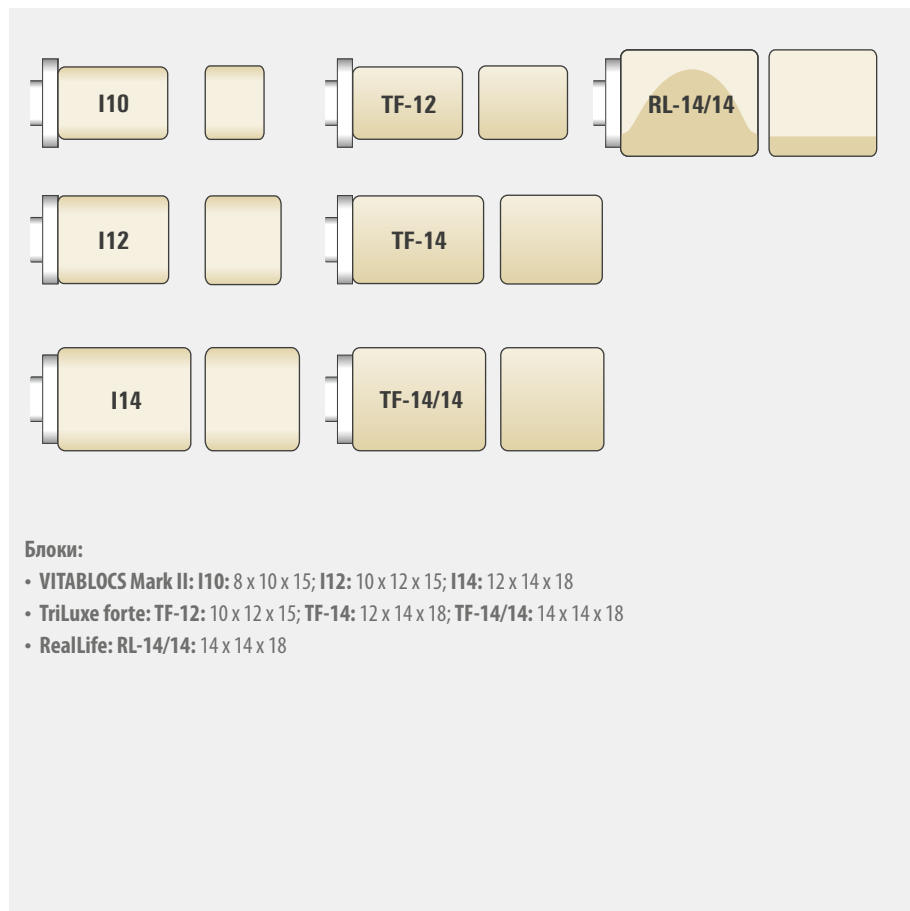 I10
TF-12
RL-14/14
I12
TF-14
I14
TF-14/14
Блоки:
• VITABLOCS Mark II: I10: 8 x 10 x 15; I12: 10 x 12 x 15; I14: 12 x 14 x 18
• TriLuxe forte: TF-12: 10 x 12 x 15; TF-14: 12 x 14 x 18; TF-14/14: 14 x 14 x 18
• RealLife: RL-14/14: 14 x 14 x 18